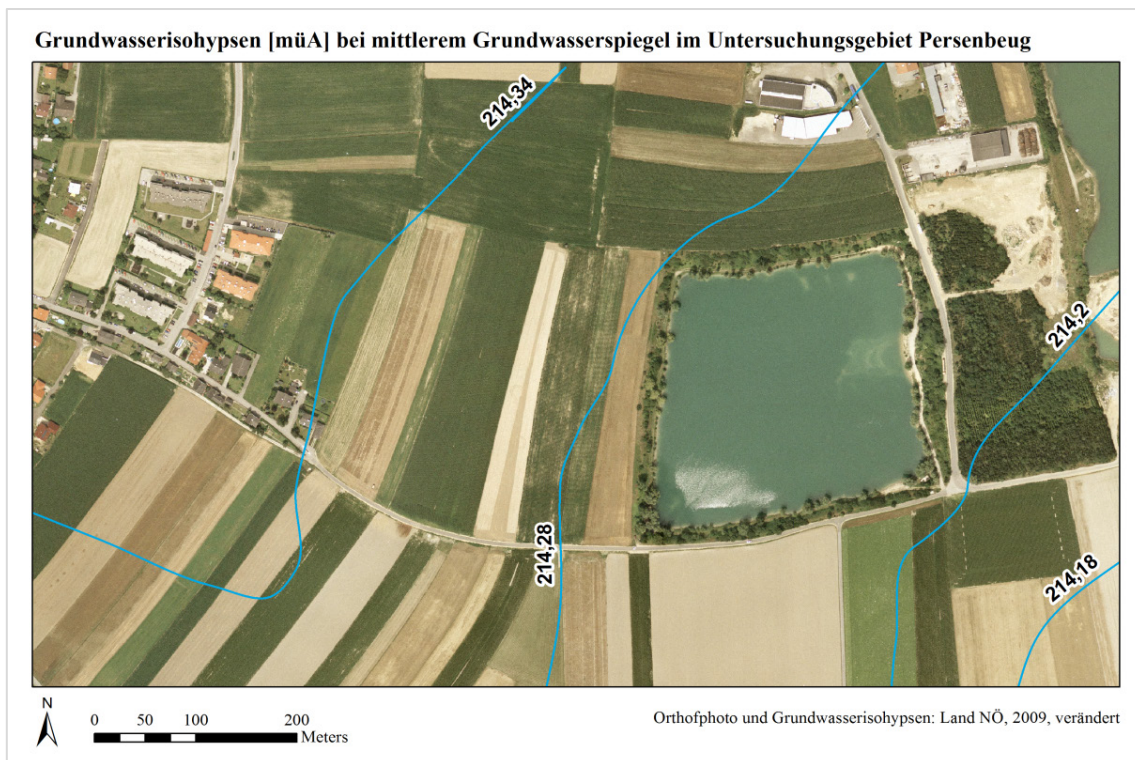 Grundwasserisohypsen [müA] bei mittlerem Grundwasserspiegel im Untersuchungsgebiet Persenbeug
214,34
214,2
214,28
214,18
N
0 50 100 200
Meters
Orthofphoto und Grundwasserisohypsen: Land NÖ, 2009, verändert